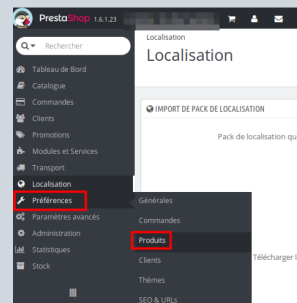 PrestaShop 1.6.1.23
Rechercher
Tableau de Bord
Catalogue
Commandes
Clients
Promotions
Modules et Services
Transport
Localisation
Préférences
Paramètres avancés
Administration
Statistiques
Stock
Localisation
Localisation
IMPORT DE PACK DE LOCALISATION
Pack de localisation qu
Télécharger l
Générales
Commandes
Produits
Clients
Thèmes
SEO & URLs